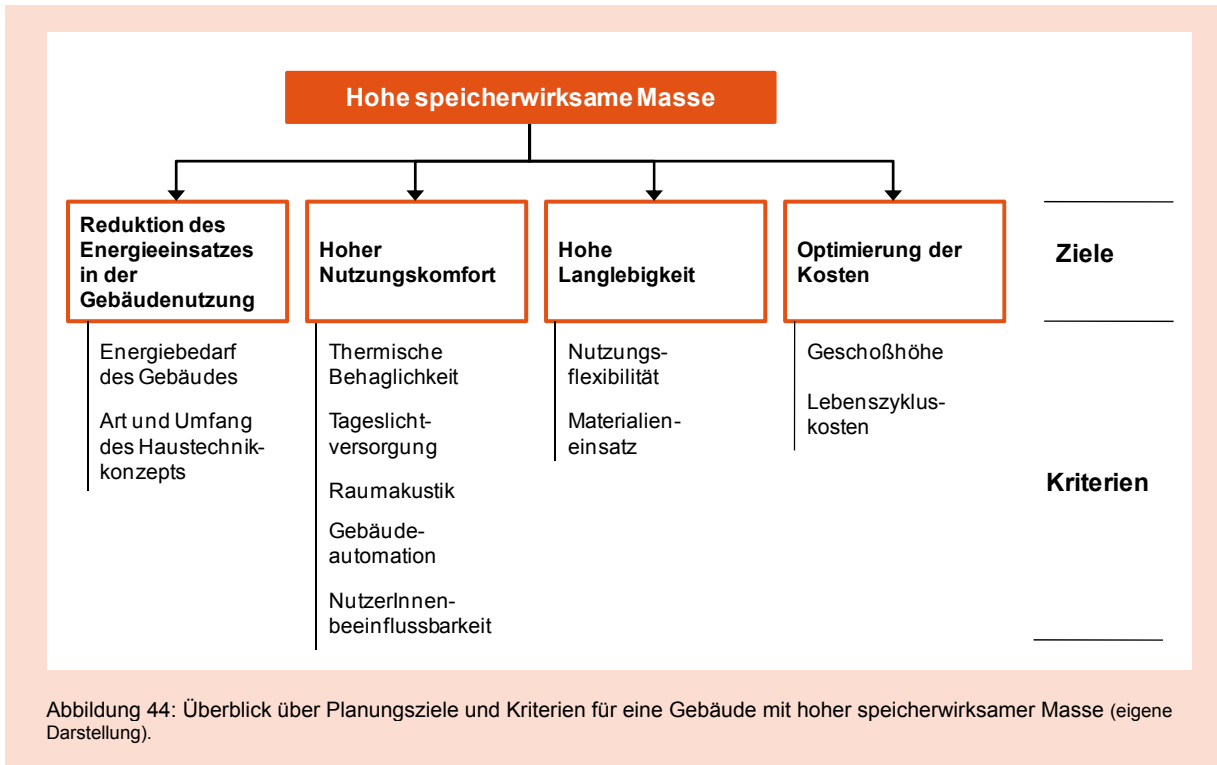 Hohe speicherwirksame Masse
Reduktion des
Energieeinsatzes
in der
Gebäudenutzung
Hoher
Nutzungskomfort
Hohe
Langlebigkeit
Optimierung der
Kosten
Ziele
Energiebedarf
des Gebäudes
Art und Umfang
des Haustechnik-
konzepts
Thermische
Behaglichkeit
Tageslicht-
versorgung
Raumakustik
Gebäude-
automation
NutzerInnen-
beeinflussbarkeit
Nutzungs-
flexibilität
Materialien-
einsatz
Geschoßhöhe
Lebenszyklus-
kosten
Kriterien
Abbildung 44: Überblick über Planungsziele und Kriterien für eine Gebäude mit hoher speicherwirksamer Masse (eigene
Darstellung).